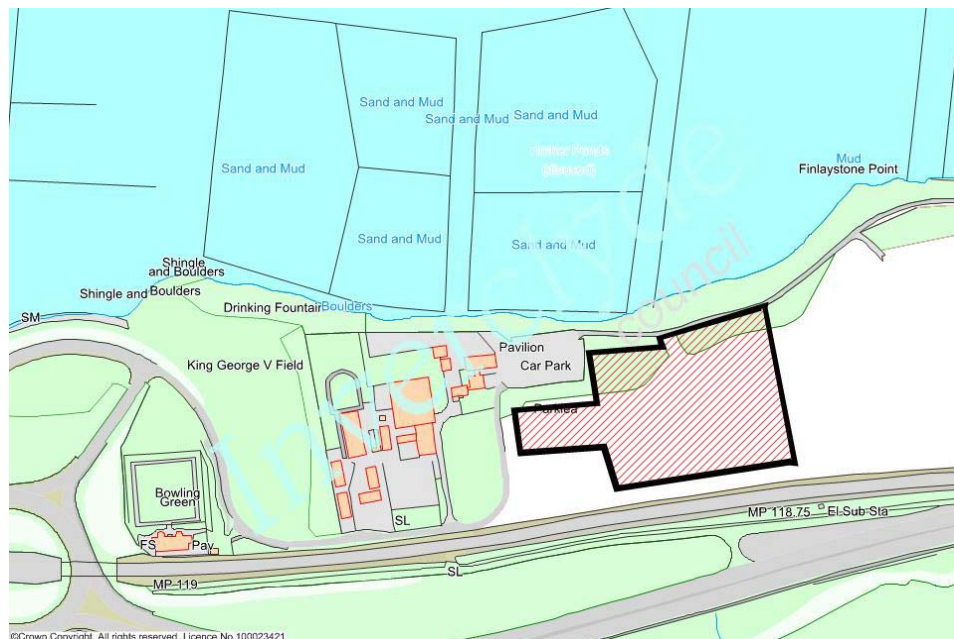 Sand and Mud
Sand and Mud
Sand and Mud
Sand and Mud
Mud
Finlaystone Point
Sand and Mud
Sand and Mud
Shingle
and Boulders
Shingle and Boulders
Drinking Fountain
Boulders
SM
Inverclyde
council
Pavilion
Car Park
King George V Field
Parklea
Bowling
Green
SL
MP 118.75
El Sub Sta
FS
Pav
SL
MP 119
©Crown Copyright. All rights reserved. Licence No 100023421